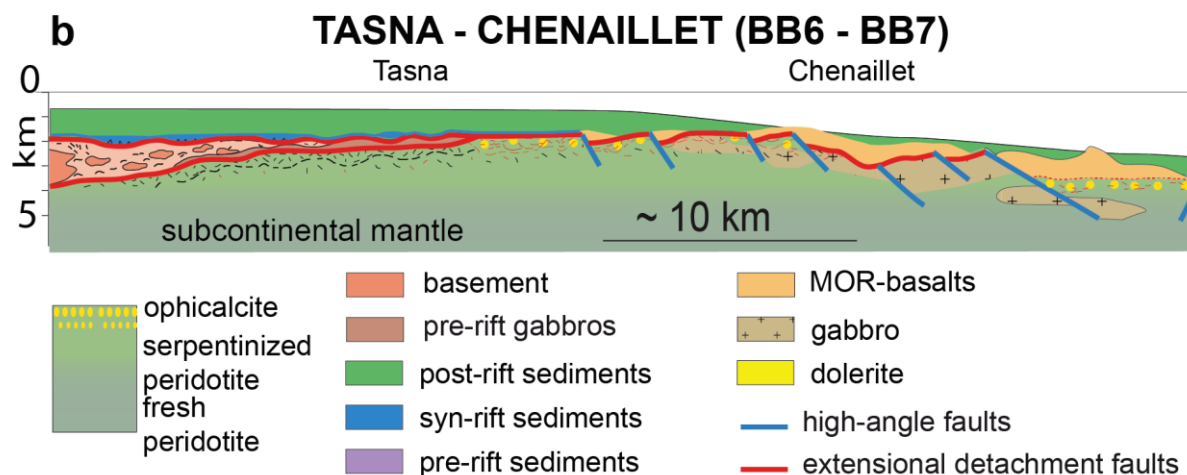 b
TASNA - CHENAILLET (BB6 - BB7)
Tasna
Chenaillet
0
km
5
~ 10 km
subcontinental mantle
ophicalcite
serpentinized
peridotite
fresh
peridotite
basement
pre-rift gabbros
post-rift sediments
syn-rift sediments
pre-rift sediments
MOR-basalts
gabbro
dolerite
high-angle faults
extensional detachment faults